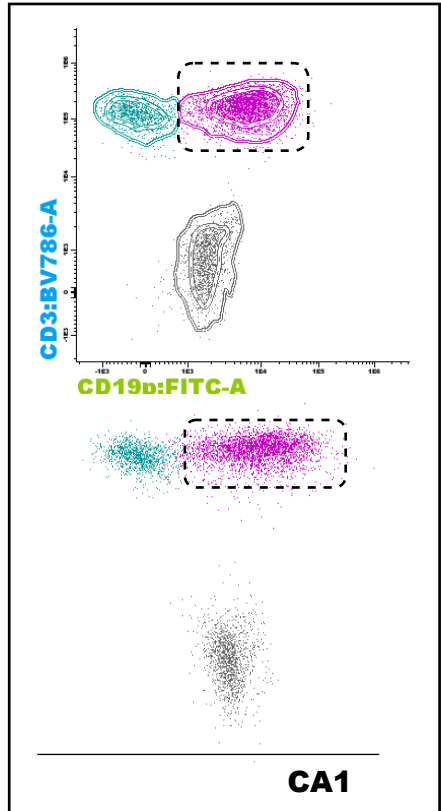 1E6
1E5
1E4
1E3
0
-1E3
CD3:BV786-A
-1E3
0
1E3
1E4
1E5
1E6
CD19p:FITC-A
CA1